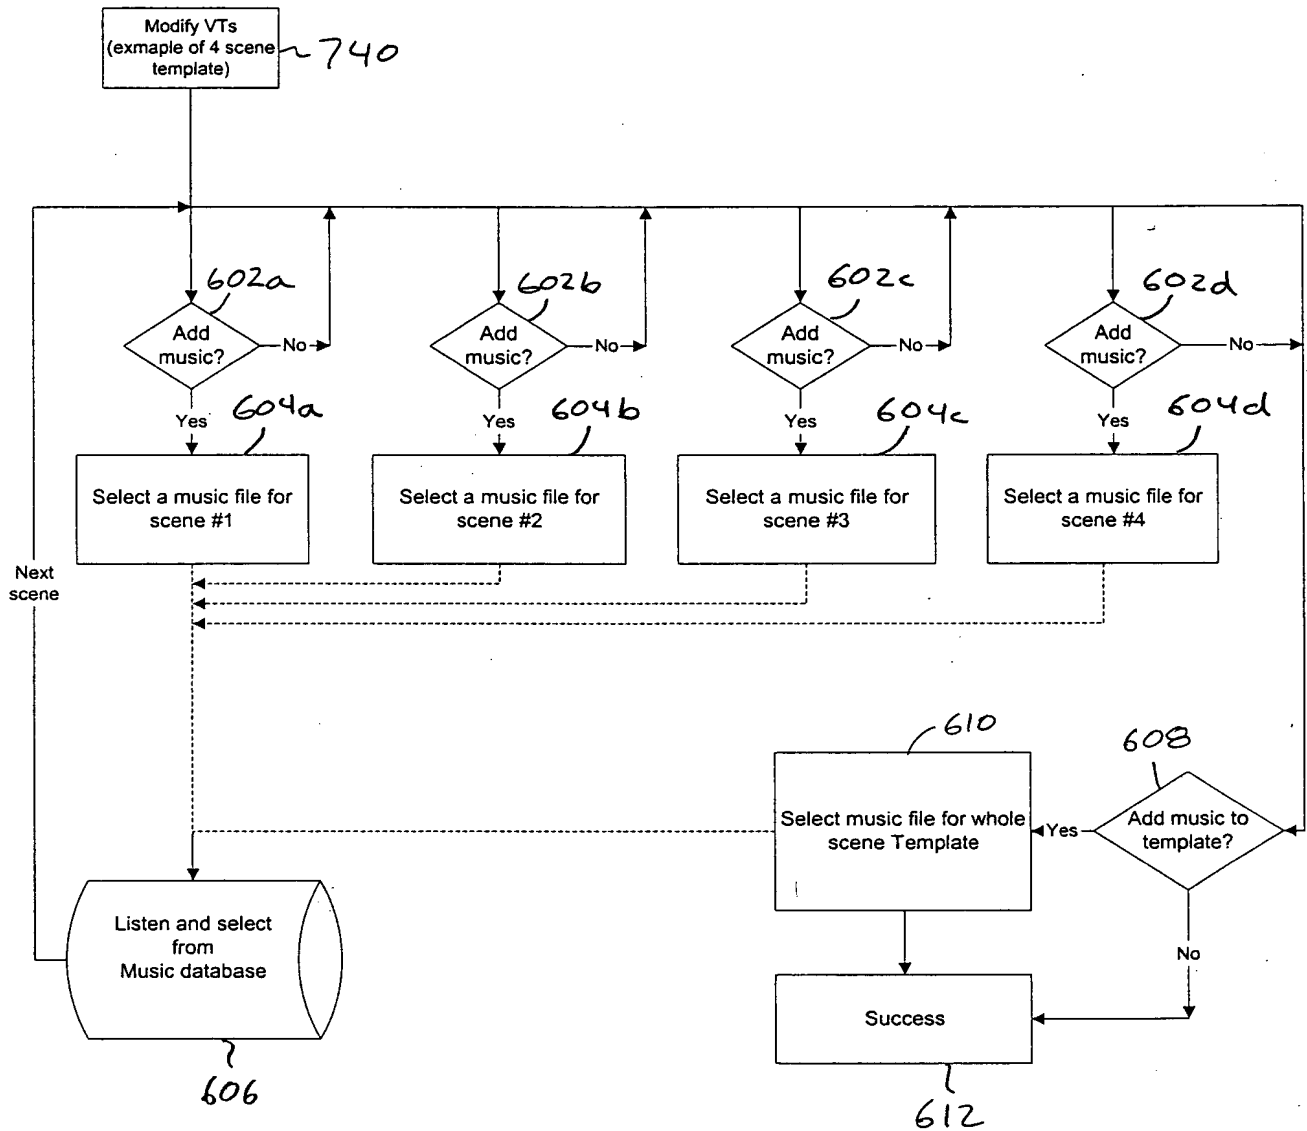 Modify VTs
(exmaple of 4 scene
template)
740
602a
602b
602c
602d
Add
music?
No
Add
music?
No
Add
music?
No
Add
music?
No
Yes
604a
Yes
604b
Yes
604c
Yes
604d
Select a music file for
scene #1
Select a music file for
scene #2
Select a music file for
scene #3
Select a music file for
scene #4
Next
scene
610
608
Select music file for whole
scene Template
Yes
Add music to
template?
Listen and select
from
Music database
No
Success
606
612